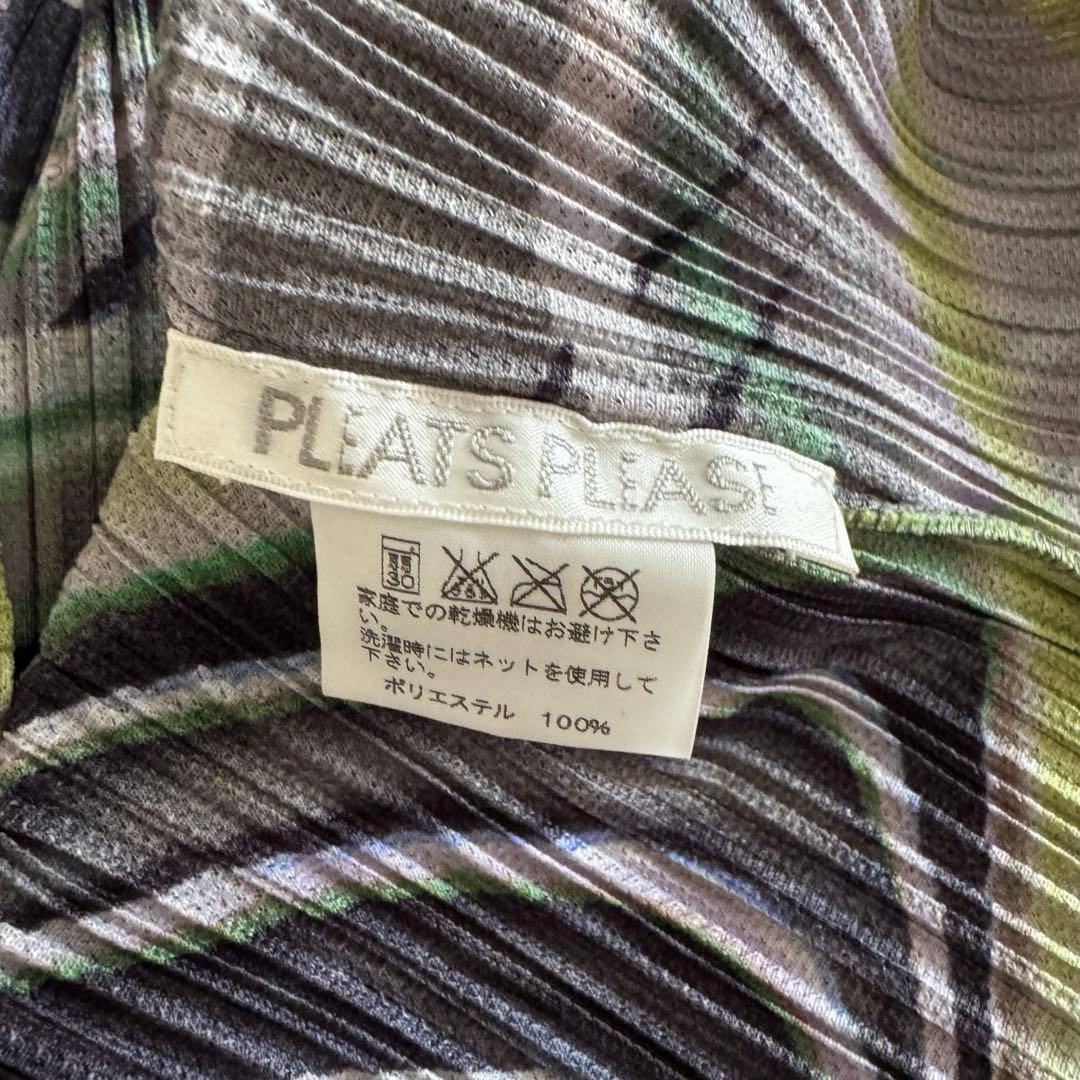 PLEATS PLEASE
30
家庭での乾燥機はお避け下さ
い。
洗濯時にはネットを使用して
下さい。
ポリエステル 100%